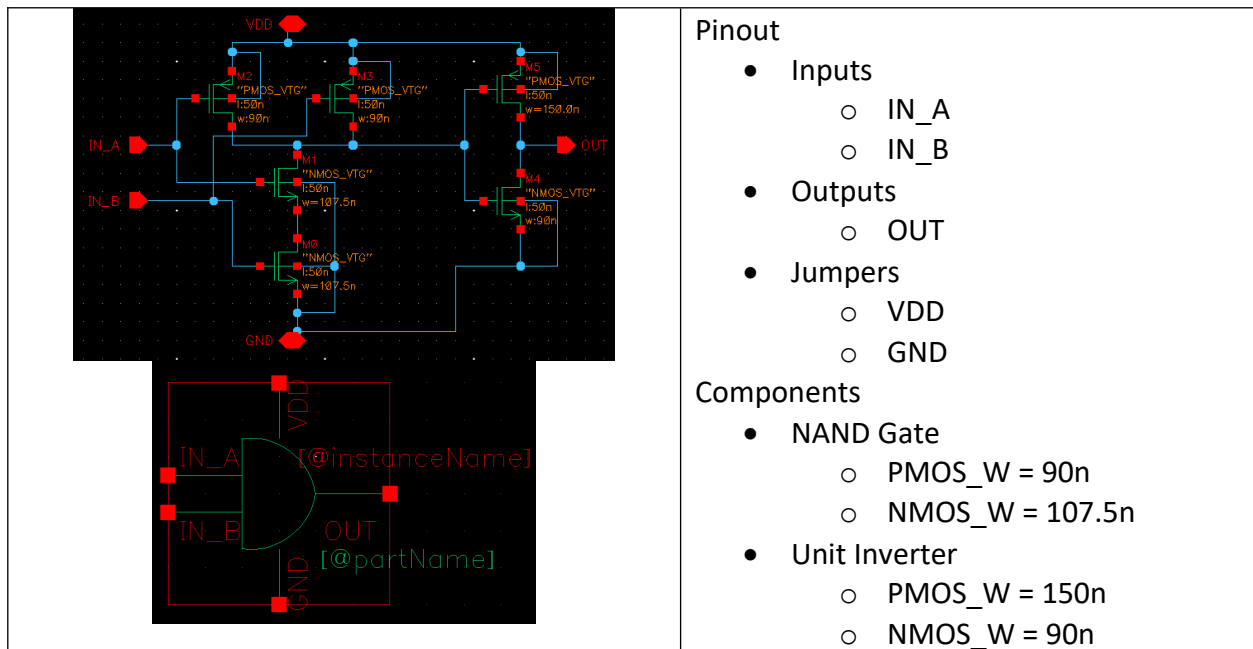 VDD
M2
"PMOS_VTG"
l:50n
w:90n
M3
"PMOS_VTG"
l:50n
w:90n
M5
"PMOS_VTG"
l:50n
w=150.0n
IN_A
OUT
M1
"NMOS_VTG"
l:50n
w=107.5n
M4
"NMOS_VTG"
l:50n
w:90n
IN_B
M0
"NMOS_VTG"
l:50n
w=107.5n
GND
VDD
IN_A
[@instanceName]
IN_B
OUT
[@partName]
GND
Pinout
• Inputs
o IN_A
o IN_B
• Outputs
o OUT
• Jumpers
o VDD
o GND
Components
• NAND Gate
o PMOS_W = 90n
o NMOS_W = 107.5n
• Unit Inverter
o PMOS_W = 150n
o NMOS_W = 90n